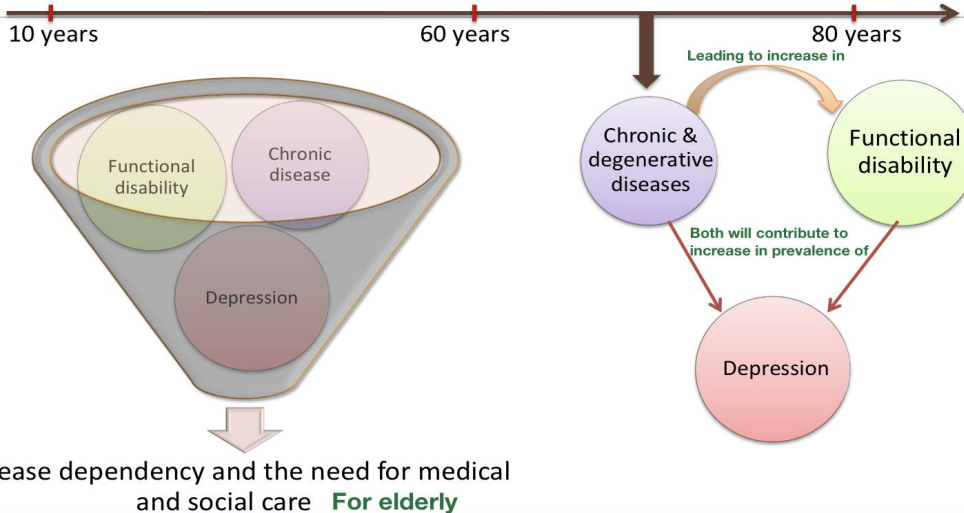 10 years
60 years
80 years
Leading to increase in
Chronic &
degenerative
diseases
Functional
disability
Both will contribute to
increase in prevalence of
Depression
Functional
disability
Chronic
disease
Depression
ease dependency and the need for medical
and social care For elderly